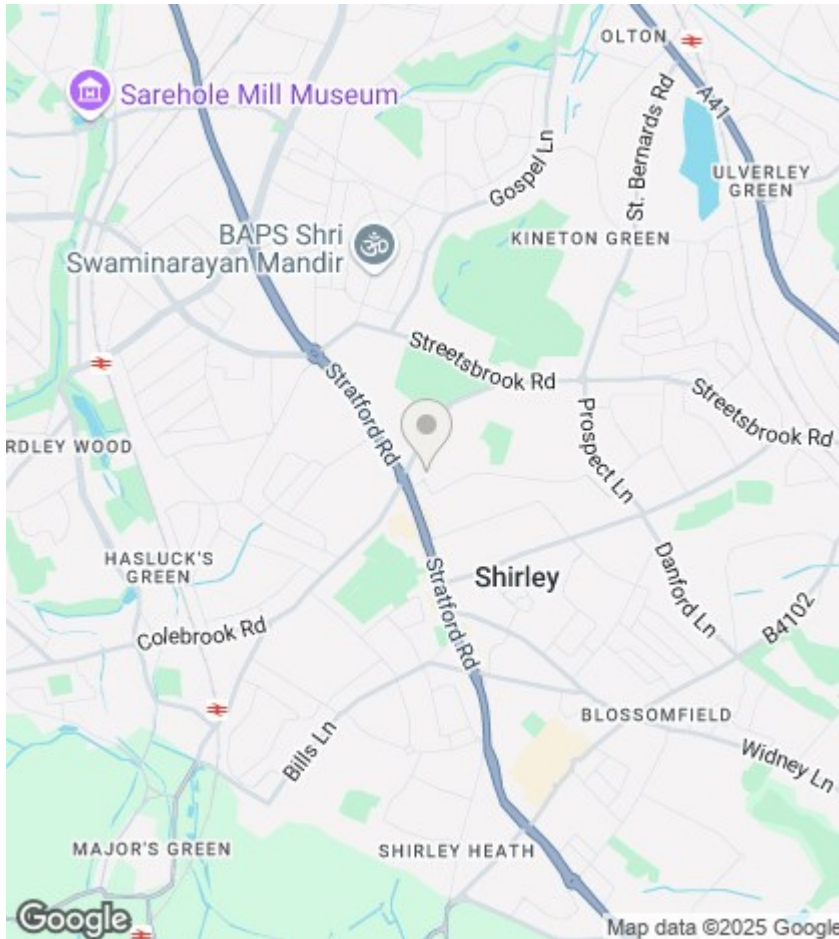 OLTON
A41
Sarehole Mill Museum
St. Bernards Rd
ULVERLEY
GREEN
Gospel Ln
BAPS Shri
Swaminarayan Mandir
KINETON GREEN
Streetsbrook Rd
Stratford Rd
Streetsbrook Rd
Prospect Ln
RDLEY WOOD
HASLUCK'S
GREEN
Stratford Rd
Shirley
Danford Ln
B4102
Colebrook Rd
BLOSSOMFIELD
Bills Ln
Widney Ln
MAJOR'S GREEN
SHIRLEY HEATH
Google
Map data ©2025 Google